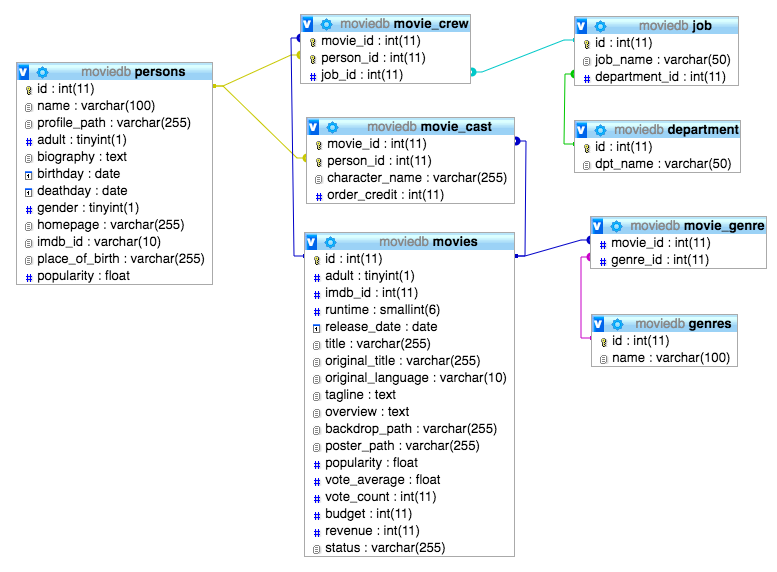 moviedb persons
id : int(11)
name : varchar(100)
profile_path : varchar(255)
adult : tinyint(1)
biography : text
birthday : date
deathday : date
gender : tinyint(1)
homepage : varchar(255)
imdb_id : varchar(10)
place_of_birth : varchar(255)
popularity : float
moviedb movie_crew
movie_id : int(11)
person_id : int(11)
job_id : int(11)
moviedb movie_cast
movie_id : int(11)
person_id : int(11)
character_name : varchar(255)
order_credit : int(11)
moviedb movies
id : int(11)
adult : tinyint(1)
imdb_id : int(11)
runtime : smallint(6)
release_date : date
title : varchar(255)
original_title : varchar(255)
original_language : varchar(10)
tagline : text
overview : text
backdrop_path : varchar(255)
poster_path : varchar(255)
popularity : float
vote_average : float
vote_count : int(11)
budget : int(11)
revenue : int(11)
status : varchar(255)
moviedb job
id : int(11)
job_name : varchar(50)
department_id : int(11)
moviedb department
id : int(11)
dpt_name : varchar(50)
moviedb movie_genre
movie_id : int(11)
genre_id : int(11)
moviedb genres
id : int(11)
name : varchar(100)